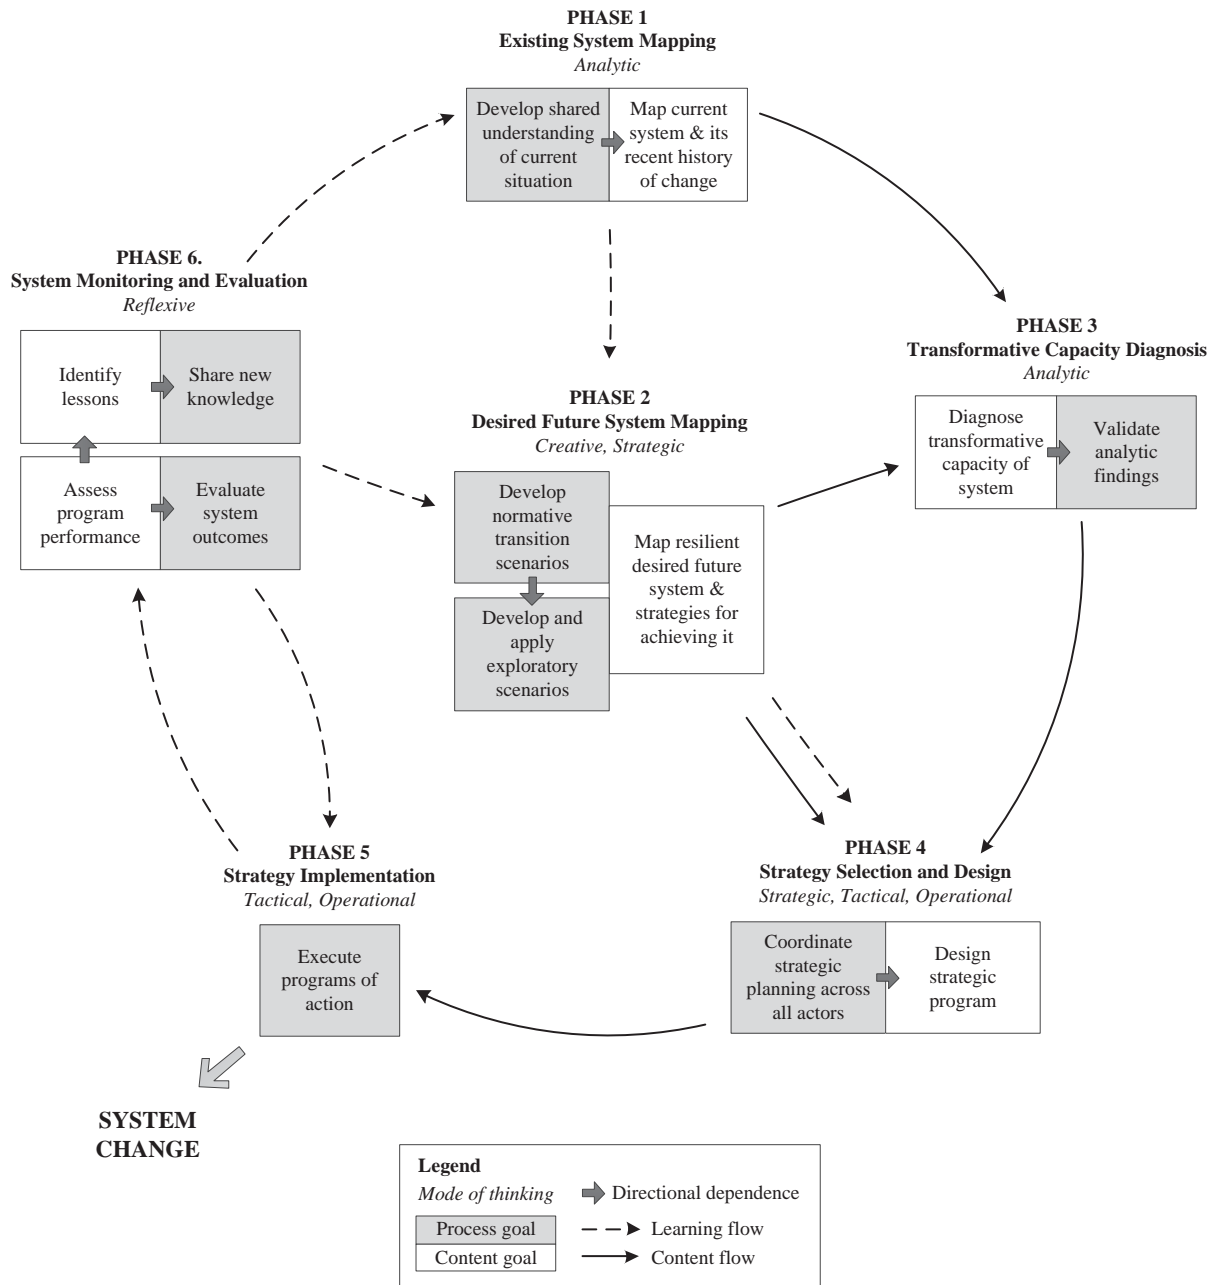 PHASE 1
Existing System Mapping
Analytic
Develop shared
understanding
of current
situation
Map current
system & its
recent history
of change
PHASE 6.
System Monitoring and Evaluation
Reflexive
Identify
lessons
Share new
knowledge
Assess
program
performance
Evaluate
system
outcomes
PHASE 2
Desired Future System Mapping
Creative, Strategic
Develop
normative
transition
scenarios
Develop and
apply
exploratory
scenarios
Map resilient
desired future
system &
strategies for
achieving it
PHASE 3
Transformative Capacity Diagnosis
Analytic
Diagnose
transformative
capacity of
system
Validate
analytic
findings
PHASE 5
Strategy Implementation
Tactical, Operational
Execute
programs of
action
PHASE 4
Strategy Selection and Design
Strategic, Tactical, Operational
Coordinate
strategic
planning across
all actors
Design
strategic
program
SYSTEM
CHANGE
Legend
Mode of thinking
Directional dependence
Process goal
Learning flow
Content goal
Content flow